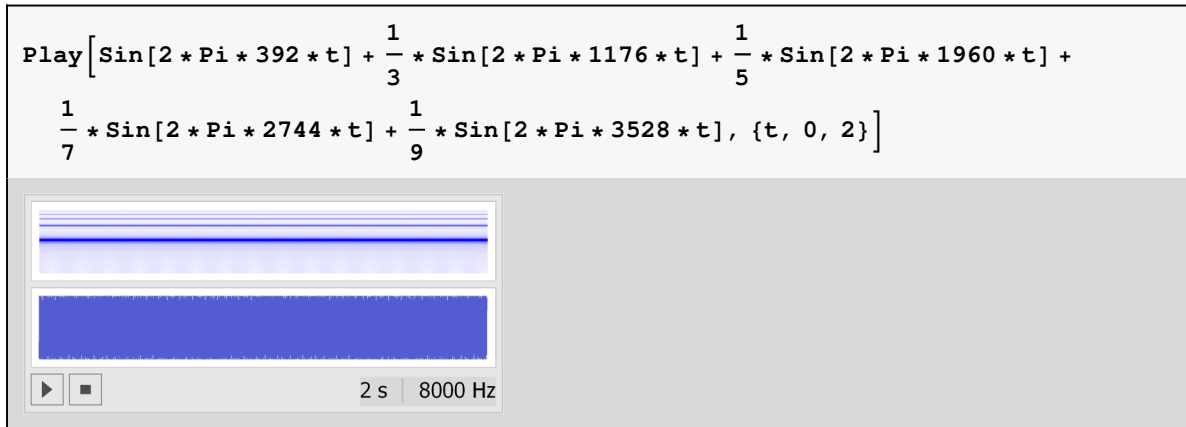 Play[Sin[2 * Pi * 392 * t] + 1/3 * Sin[2 * Pi * 1176 * t] + 1/5 * Sin[2 * Pi * 1960 * t] +
1/7 * Sin[2 * Pi * 2744 * t] + 1/9 * Sin[2 * Pi * 3528 * t], {t, 0, 2}]
2 s | 8000 Hz